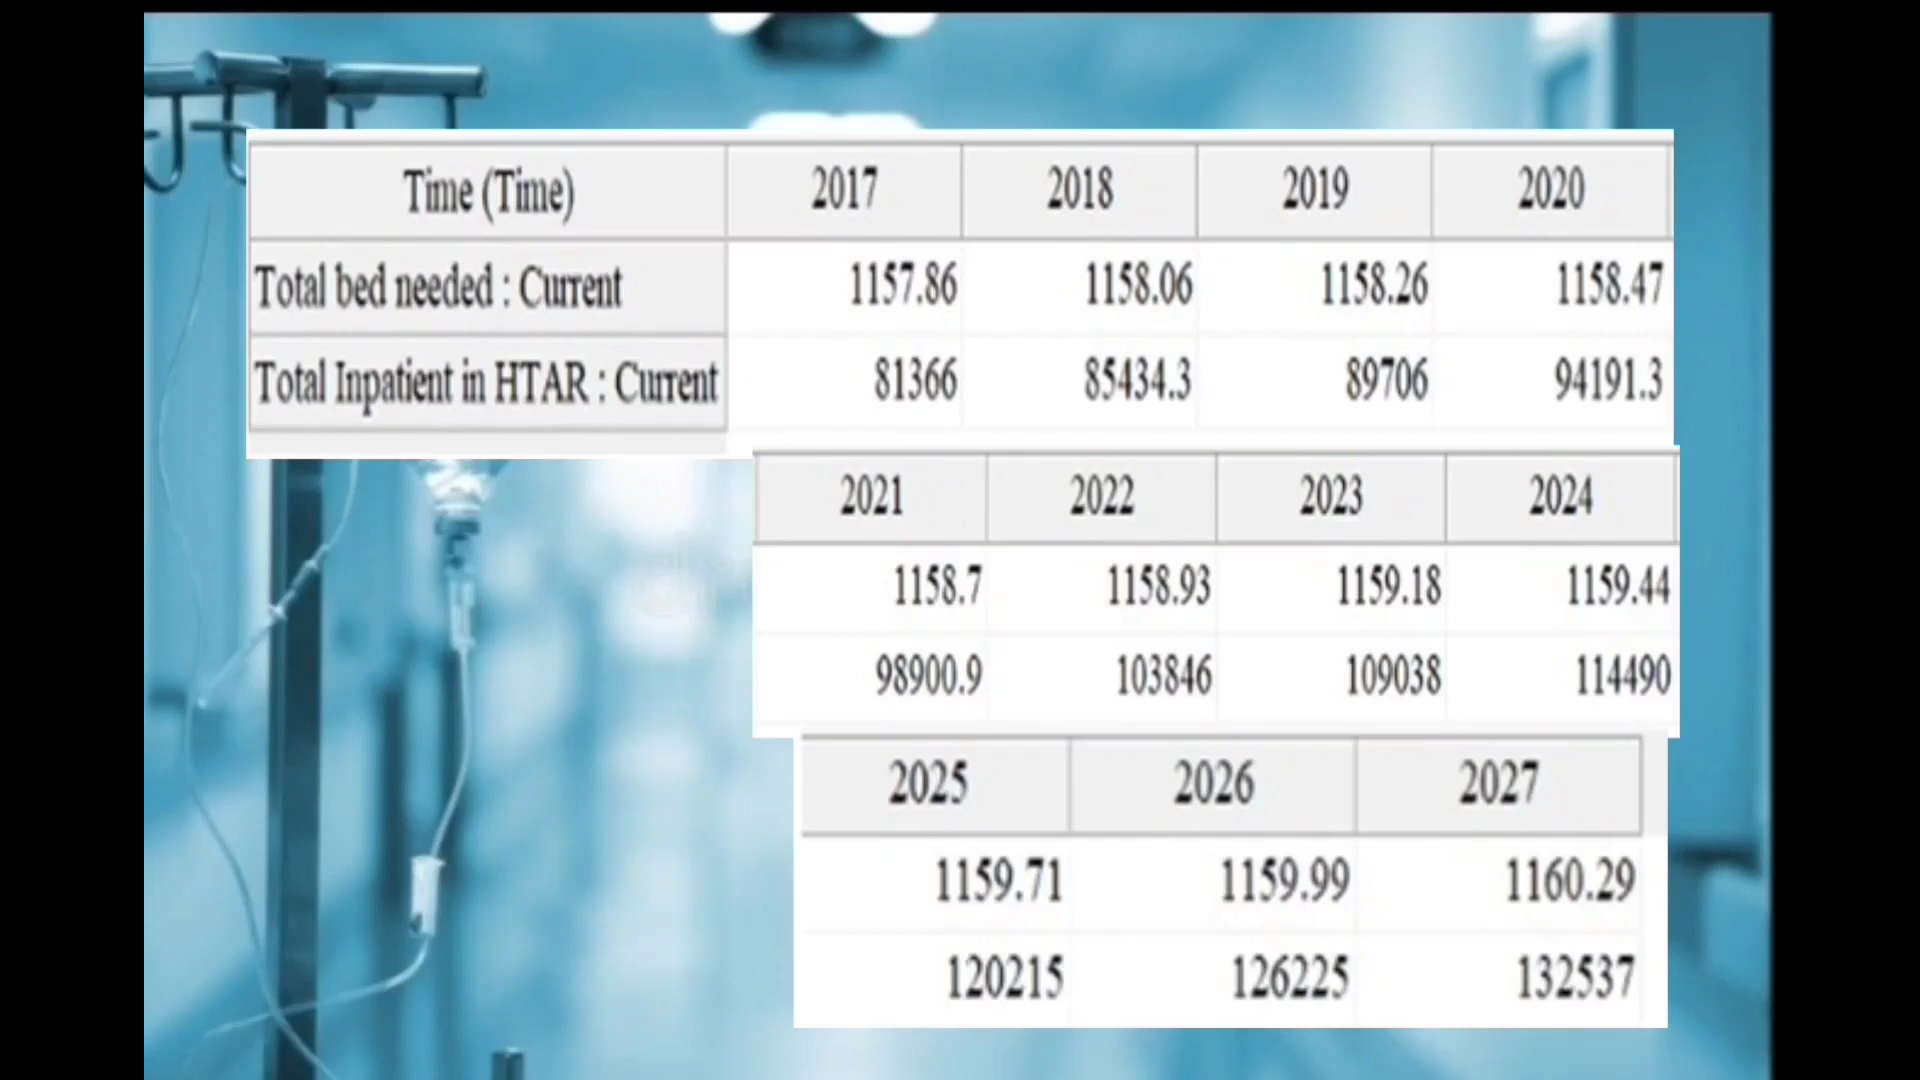 Time (Time) 2017 2018 2019 2020
Total bed needed : Current 1157.86 1158.06 1158.26 1158.47
Total Inpatient in HTAR : Current 81366 85434.3 89706 94191.3
2021 2022 2023 2024
1158.7 1158.93 1159.18 1159.44
98900.9 103846 109038 114490
2025 2026 2027
1159.71 1159.99 1160.29
120215 126225 132537